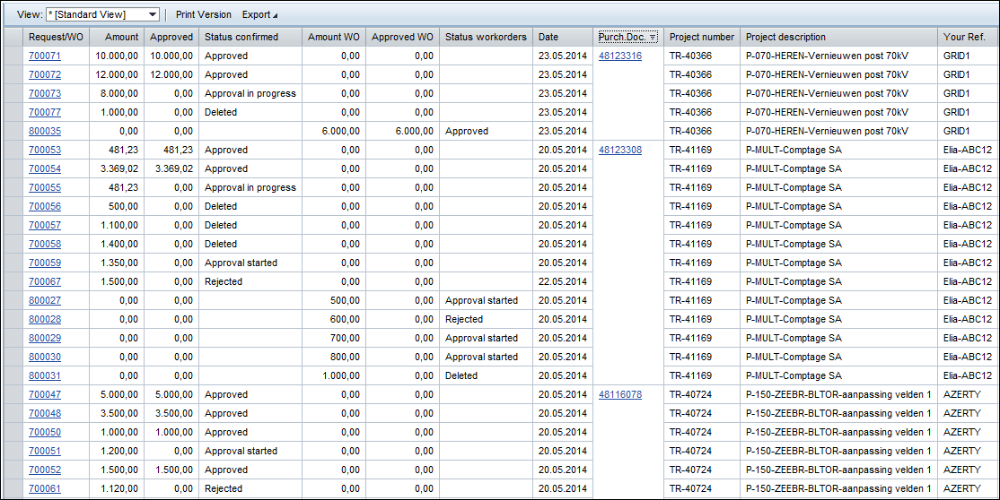 View: * [Standard View] Print Version Export
Request/WO Amount Approved Status confirmed Amount WO Approved WO Status workorders Date Purch.Doc. Project number Project description Your Ref.
700071 10.000,00 10.000,00 Approved 0,00 0,00 23.05.2014 48123316 TR-40366 P-070-HEREN-Vernieuwen post 70kV GRID1
700072 12.000,00 12.000,00 Approved 0,00 0,00 23.05.2014 TR-40366 P-070-HEREN-Vernieuwen post 70kV GRID1
700073 8.000,00 0,00 Approval in progress 0,00 0,00 23.05.2014 TR-40366 P-070-HEREN-Vernieuwen post 70kV GRID1
700077 1.000,00 0,00 Deleted 0,00 0,00 23.05.2014 TR-40366 P-070-HEREN-Vernieuwen post 70kV GRID1
800035 0,00 0,00 6.000,00 6.000,00 Approved 23.05.2014 TR-40366 P-070-HEREN-Vernieuwen post 70kV GRID1
700053 481,23 481,23 Approved 0,00 0,00 20.05.2014 48123308 TR-41169 P-MULT-Comptage SA Elia-ABC12
700054 3.369,02 3.369,02 Approved 0,00 0,00 20.05.2014 TR-41169 P-MULT-Comptage SA Elia-ABC12
700055 481,23 0,00 Approval in progress 0,00 0,00 20.05.2014 TR-41169 P-MULT-Comptage SA Elia-ABC12
700056 500,00 0,00 Deleted 0,00 0,00 20.05.2014 TR-41169 P-MULT-Comptage SA Elia-ABC12
700057 1.100,00 0,00 Deleted 0,00 0,00 20.05.2014 TR-41169 P-MULT-Comptage SA Elia-ABC12
700058 1.400,00 0,00 Deleted 0,00 0,00 20.05.2014 TR-41169 P-MULT-Comptage SA Elia-ABC12
700059 1.350,00 0,00 Approval started 0,00 0,00 20.05.2014 TR-41169 P-MULT-Comptage SA Elia-ABC12
700067 1.500,00 0,00 Rejected 0,00 0,00 22.05.2014 TR-41169 P-MULT-Comptage SA Elia-ABC12
800027 0,00 0,00 500,00 0,00 Approval started 20.05.2014 TR-41169 P-MULT-Comptage SA Elia-ABC12
800028 0,00 0,00 600,00 0,00 Rejected 20.05.2014 TR-41169 P-MULT-Comptage SA Elia-ABC12
800029 0,00 0,00 700,00 0,00 Approval started 20.05.2014 TR-41169 P-MULT-Comptage SA Elia-ABC12
800030 0,00 0,00 800,00 0,00 Approval started 20.05.2014 TR-41169 P-MULT-Comptage SA Elia-ABC12
800031 0,00 0,00 1.000,00 0,00 Deleted 20.05.2014 TR-41169 P-MULT-Comptage SA Elia-ABC12
700047 5.000,00 5.000,00 Approved 0,00 0,00 20.05.2014 48116078 TR-40724 P-150-ZEEBR-BLTOR-aanpassing velden 1 AZERTY
700048 3.500,00 3.500,00 Approved 0,00 0,00 20.05.2014 TR-40724 P-150-ZEEBR-BLTOR-aanpassing velden 1 AZERTY
700050 1.000,00 1.000,00 Approved 0,00 0,00 20.05.2014 TR-40724 P-150-ZEEBR-BLTOR-aanpassing velden 1 AZERTY
700051 1.200,00 0,00 Approval started 0,00 0,00 20.05.2014 TR-40724 P-150-ZEEBR-BLTOR-aanpassing velden 1 AZERTY
700052 1.500,00 1.500,00 Approved 0,00 0,00 20.05.2014 TR-40724 P-150-ZEEBR-BLTOR-aanpassing velden 1 AZERTY
700061 1.120,00 0,00 Rejected 0,00 0,00 20.05.2014 TR-40724 P-150-ZEEBR-BLTOR-aanpassing velden 1 AZERTY